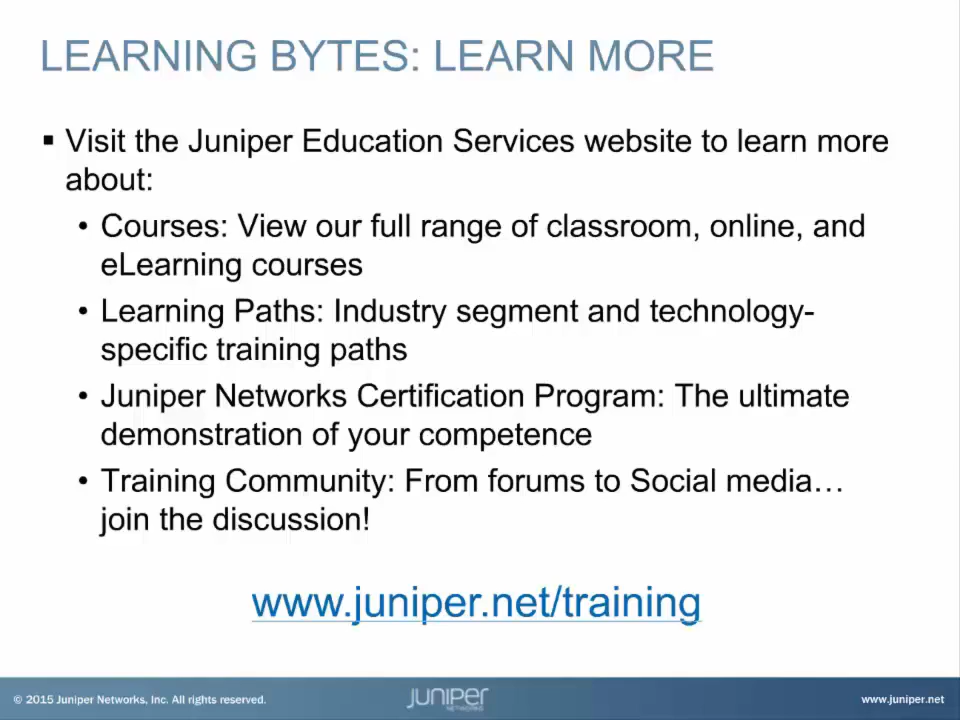 LEARNING BYTES: LEARN MORE
▪ Visit the Juniper Education Services website to learn more
about:
• Courses: View our full range of classroom, online, and
eLearning courses
• Learning Paths: Industry segment and technology-
specific training paths
• Juniper Networks Certification Program: The ultimate
demonstration of your competence
• Training Community: From forums to Social media…
join the discussion!
www.juniper.net/training
© 2015 Juniper Networks, Inc. All rights reserved.
JUNIPER
NETWORKS
www.juniper.net